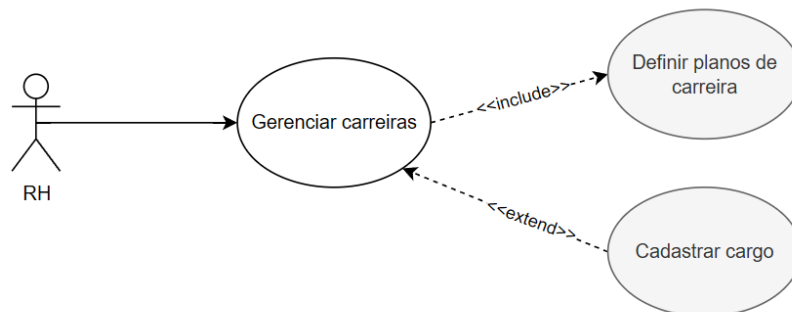 Definir planos de
carreira
<<include>>
Gerenciar carreiras
RH
<<extend>>
Cadastrar cargo